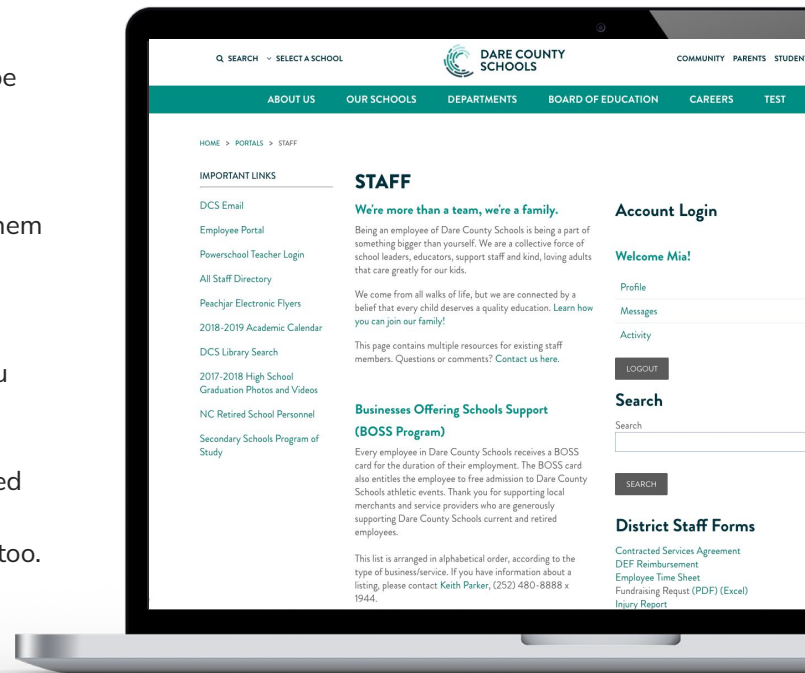 be
hem
u
ed
too.
SEARCH SELECT A SCHOOL
DARE COUNTY
SCHOOLS
COMMUNITY PARENTS STUDENT
ABOUT US OUR SCHOOLS DEPARTMENTS BOARD OF EDUCATION CAREERS TEST
HOME > PORTALS > STAFF
IMPORTANT LINKS
DCS Email
Employee Portal
Powerschool Teacher Login
All Staff Directory
Peachjar Electronic Flyers
2018-2019 Academic Calendar
DCS Library Search
2017-2018 High School
Graduation Photos and Videos
NC Retired School Personnel
Secondary Schools Program of
Study
STAFF
We're more than a team, we're a family.
Being an employee of Dare County Schools is being a part of
something bigger than yourself. We are a collective force of
school leaders, educators, support staff and kind, loving adults
that care greatly for our kids.
We come from all walks of life, but we are connected by a
belief that every child deserves a quality education. Learn how
you can join our family!
This page contains multiple resources for existing staff
members. Questions or comments? Contact us here.
Businesses Offering Schools Support
(BOSS Program)
Every employee in Dare County Schools receives a BOSS
card for the duration of their employment. The BOSS card
also entitles the employee to free admission to Dare County
Schools athletic events. Thank you for supporting local
merchants and service providers who are generously
supporting Dare County Schools current and retired
employees.
This list is arranged in alphabetical order, according to the
type of business/service. If you have information about a
listing, please contact Keith Parker, (252) 480-8888 x
1944.
Account Login
Welcome Mia!
Profile
Messages
Activity
LOGOUT
Search
Search
SEARCH
District Staff Forms
Contracted Services Agreement
DEF Reimbursement
Employee Time Sheet
Fundraising Requst (PDF) (Excel)
Injury Report